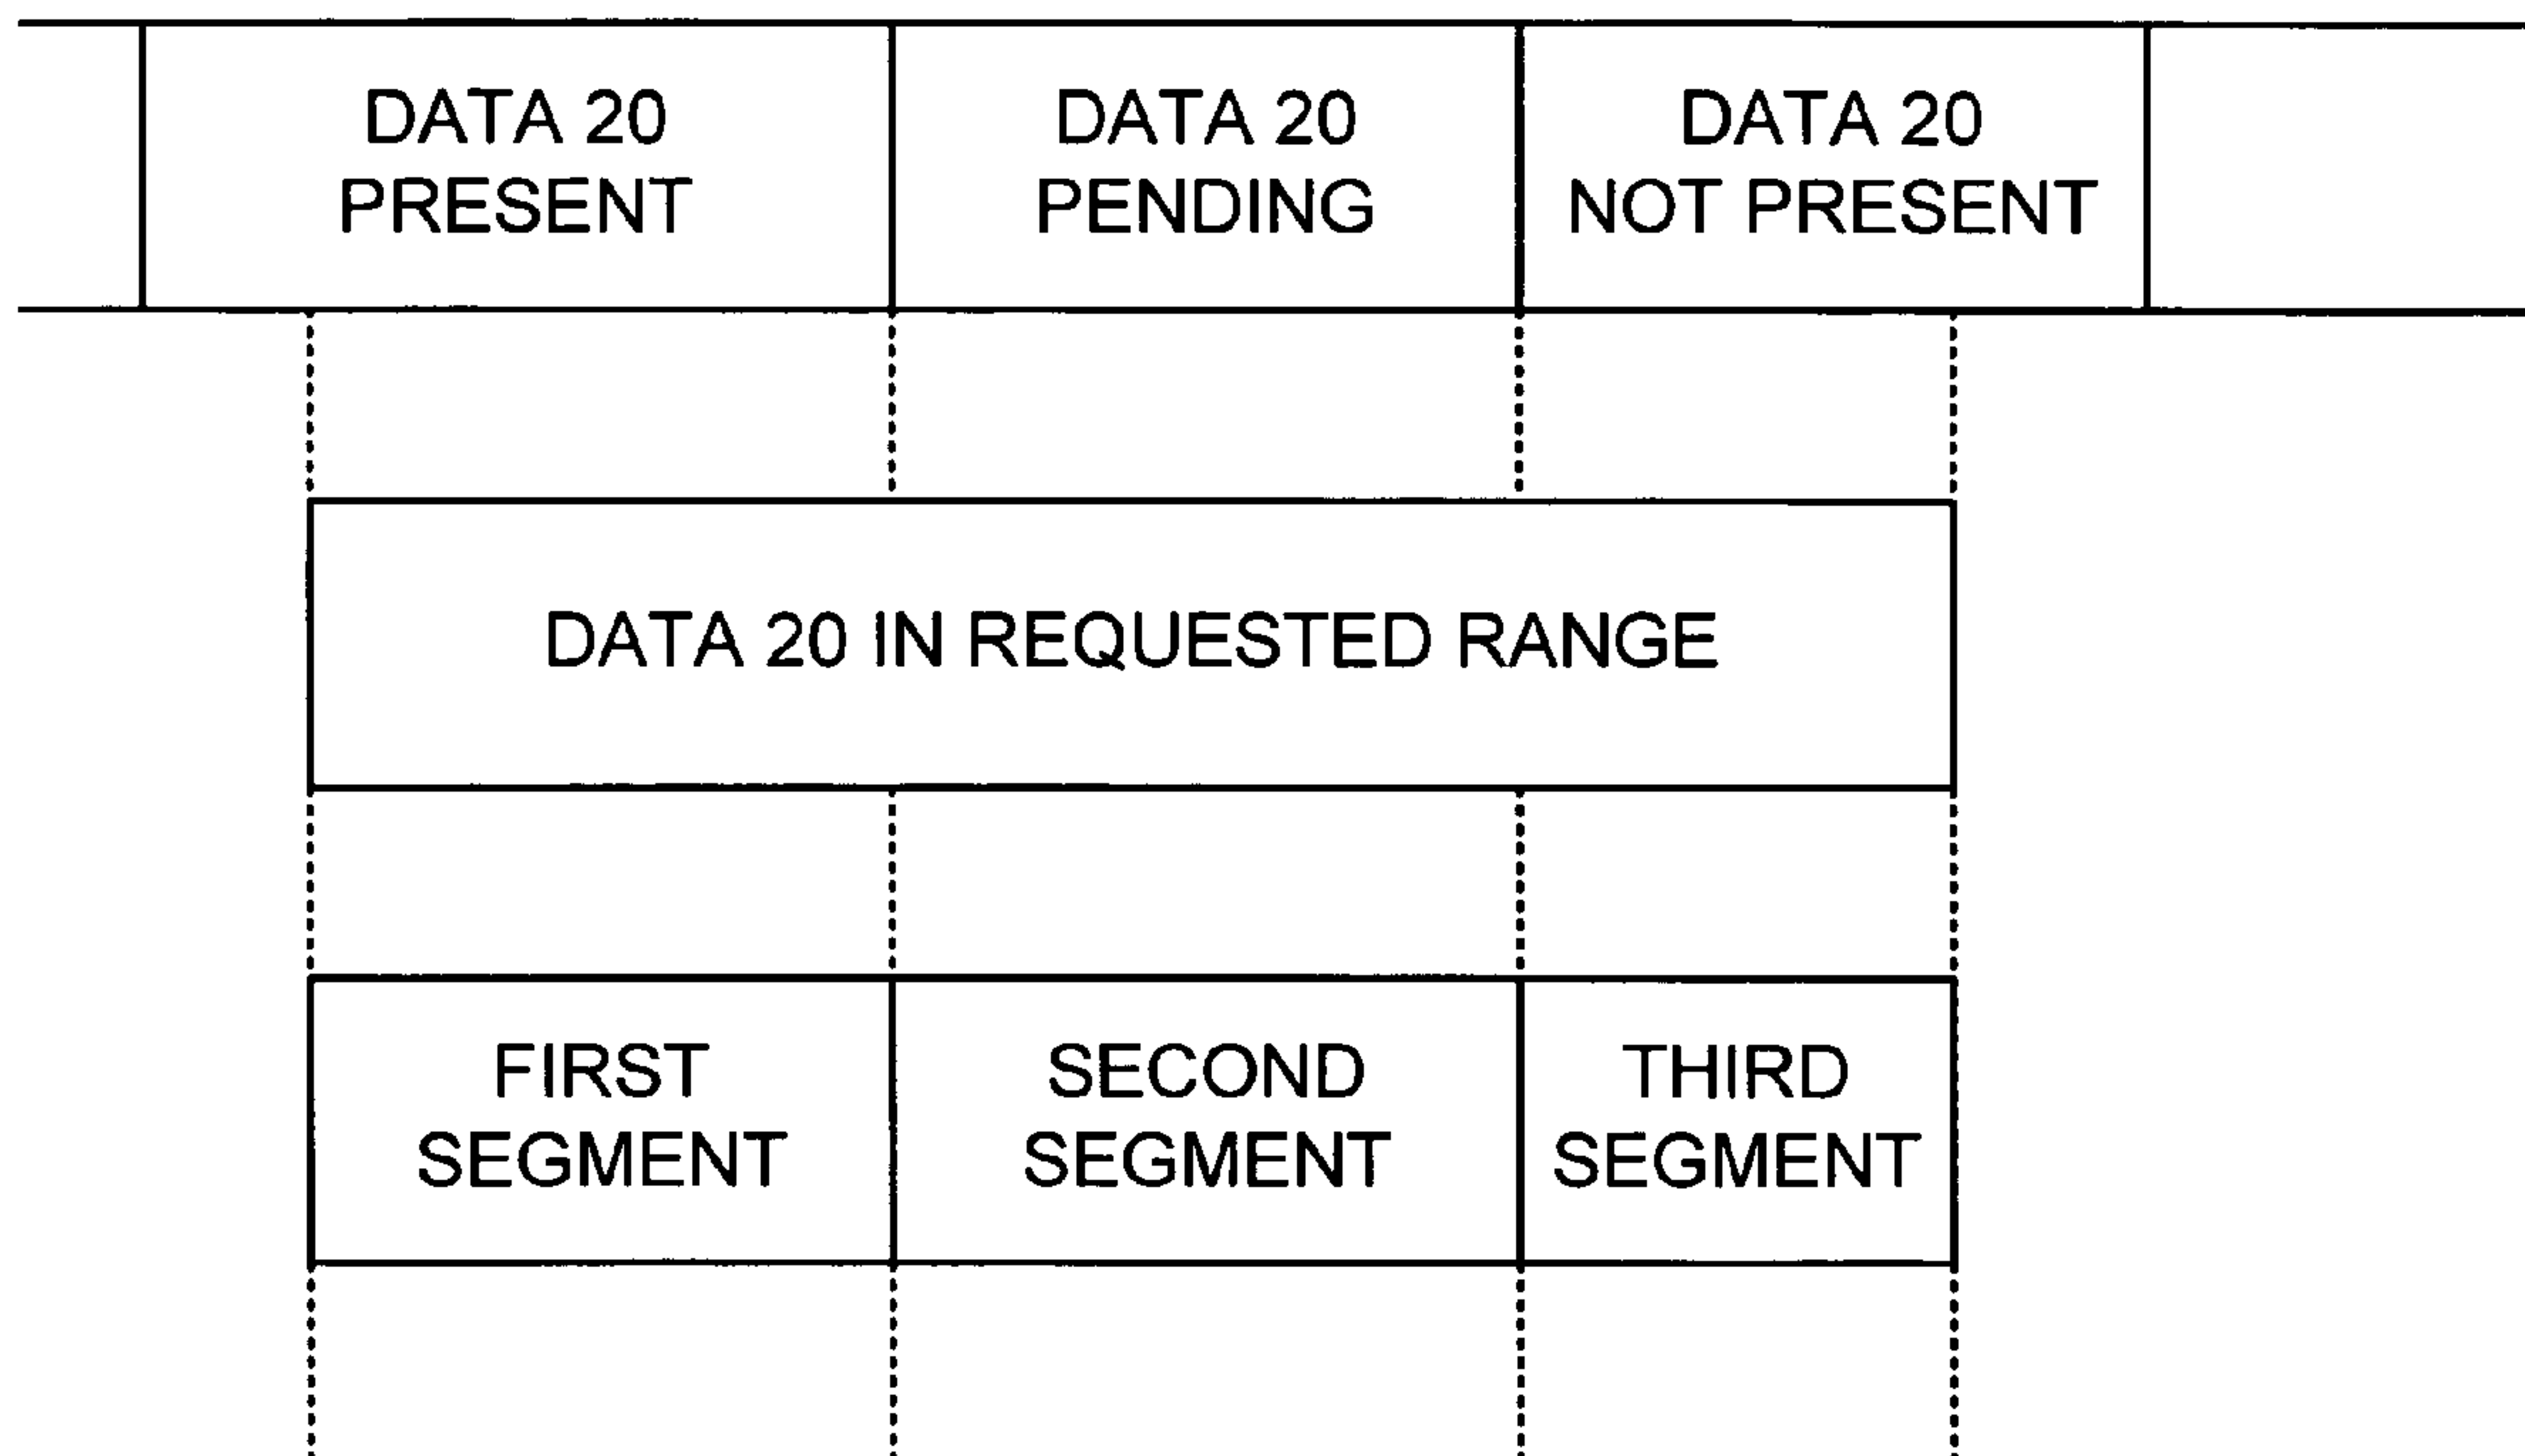 DATA 20
PRESENT
DATA 20
PENDING
DATA 20
NOT PRESENT
DATA 20 IN REQUESTED RANGE
FIRST
SEGMENT
SECOND
SEGMENT
THIRD
SEGMENT